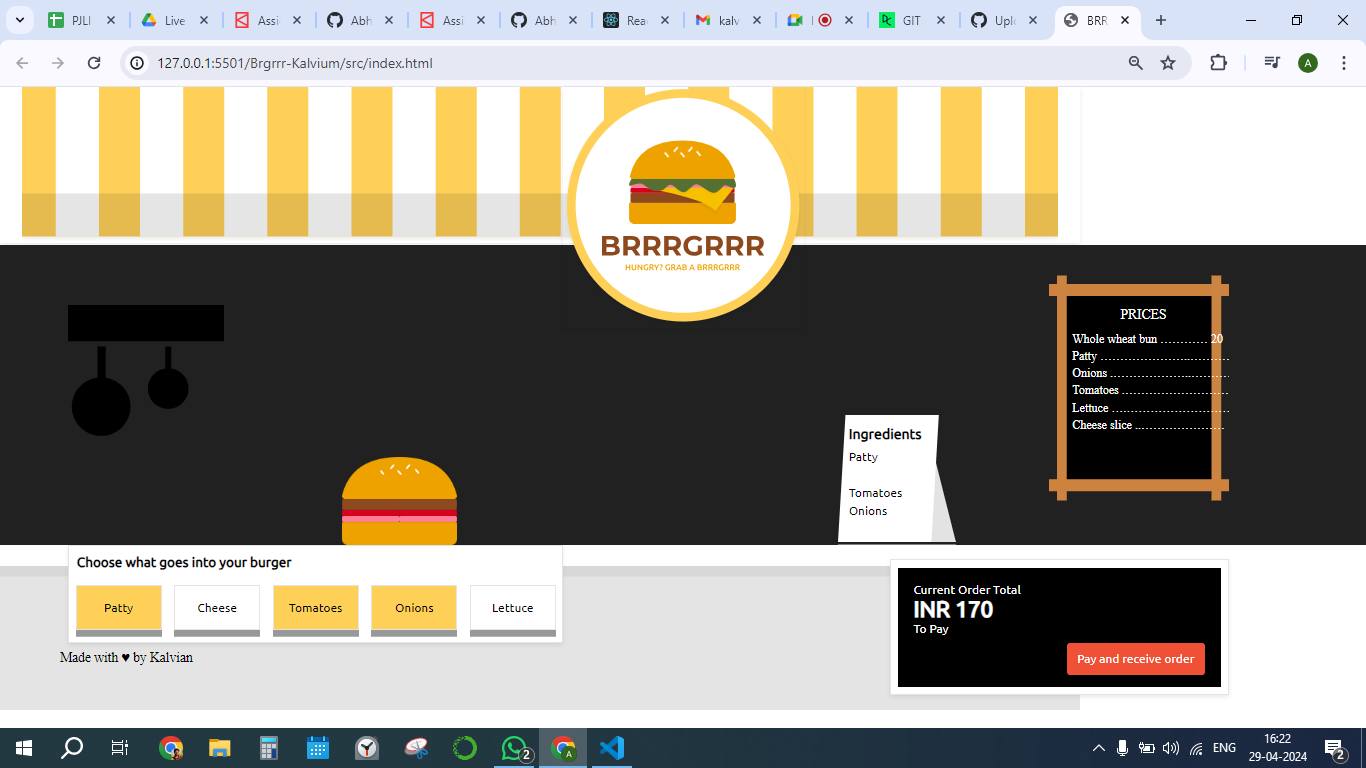 PJLI
Live
Assi
Abh
Assi
Abh
Rea
kalv
GIT
Uplo
BRR
127.0.0.1:5501/Brgrrr-Kalvium/src/index.html
A
BRRRGRRR
HUNGRY? GRAB A BRRRGRRR
PRICES
Whole wheat bun ………… 20
Patty
Onions
Tomatoes
Lettuce
Cheese slice
Ingredients
Patty
Tomatoes
Onions
Choose what goes into your burger
Patty Cheese Tomatoes Onions Lettuce
Made with ♥ by Kalvian
Current Order Total
INR 170
To Pay
Pay and receive order
2
A
ENG
16:22
29-04-2024
2